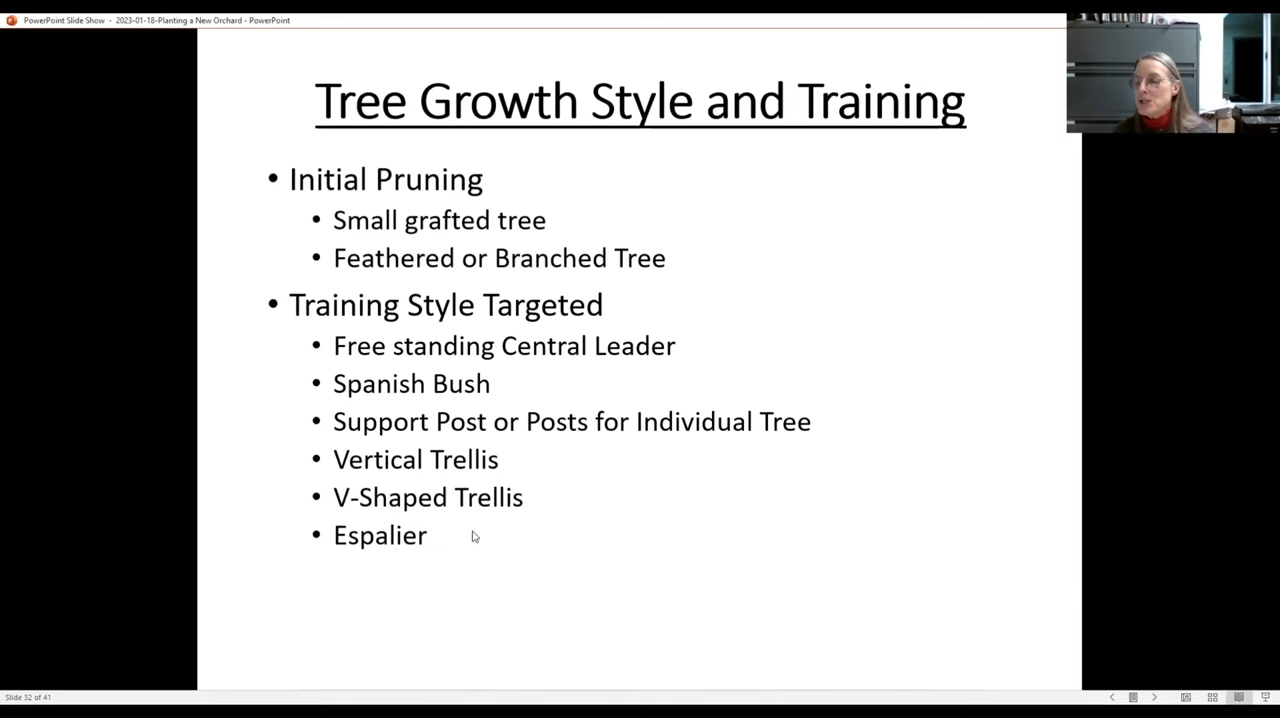 PowerPoint Slide Show - 2023-01-18-Planting a New Orchard - PowerPoint
Tree Growth Style and Training
• Initial Pruning
• Small grafted tree
• Feathered or Branched Tree
• Training Style Targeted
• Free standing Central Leader
• Spanish Bush
• Support Post or Posts for Individual Tree
• Vertical Trellis
• V-Shaped Trellis
• Espalier
Slide 32 of 41